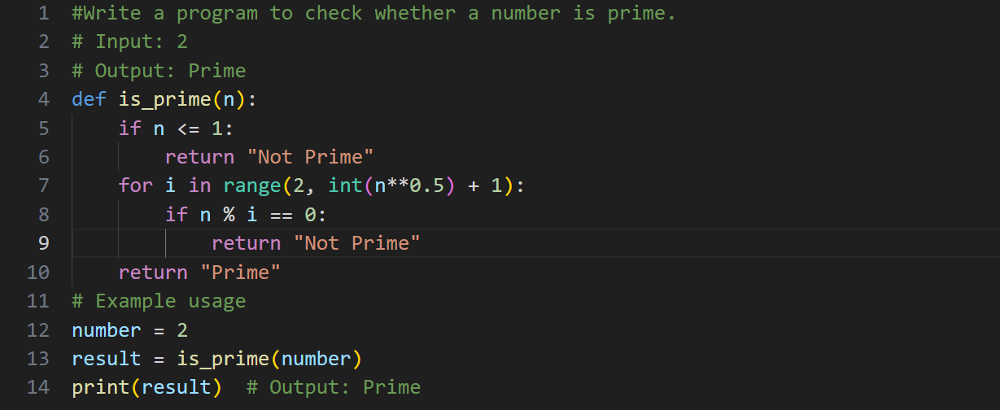 1 #Write a program to check whether a number is prime.
2 # Input: 2
3 # Output: Prime
4 def is_prime(n):
5     if n <= 1:
6         return "Not Prime"
7     for i in range(2, int(n**0.5) + 1):
8         if n % i == 0:
9             return "Not Prime"
10     return "Prime"
11 # Example usage
12 number = 2
13 result = is_prime(number)
14 print(result)  # Output: Prime